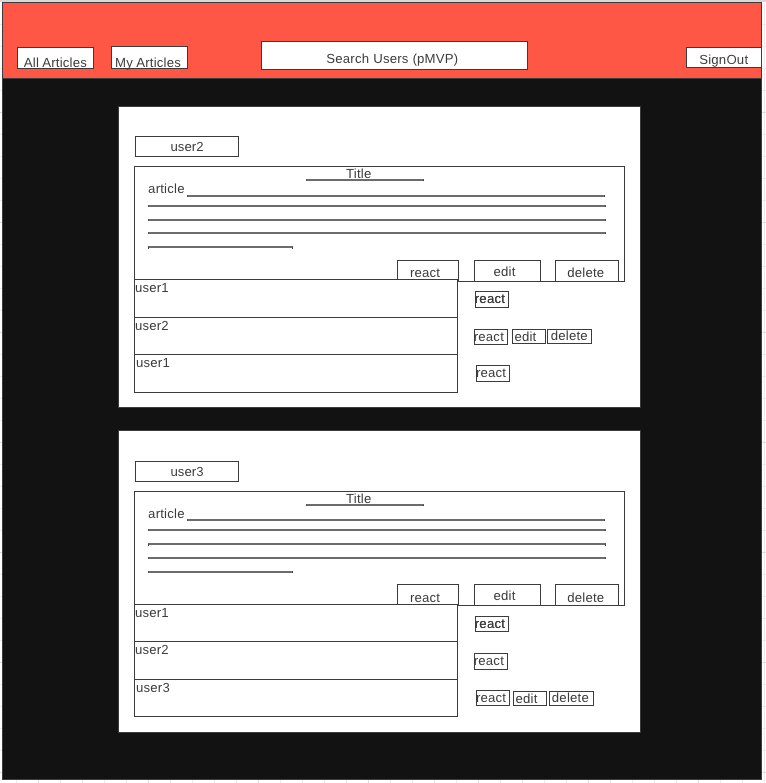 All Articles
My Articles
Search Users (pMVP)
SignOut
user2
Title
article
react
edit
delete
user1
react
user2
react
edit
delete
user1
react
user3
Title
article
react
edit
delete
user1
react
user2
react
user3
react
edit
delete